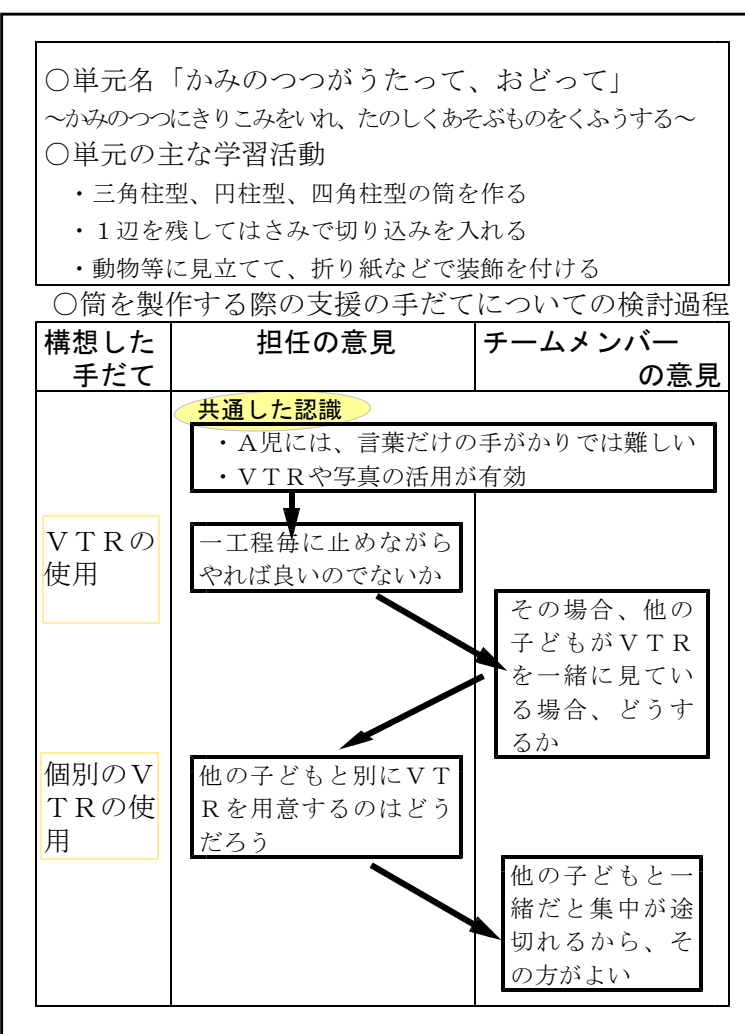 ○単元名「かみのつつがうたって、おどって」
～かみのつつにきりこみをいれ、たのしくあそぶものをくふうする～
○単元の主な学習活動
・三角柱型、円柱型、四角柱型の筒を作る
・１辺を残してはさみで切り込みを入れる
・動物等に見立てて、折り紙などで装飾を付ける
○筒を製作する際の支援の手だてについての検討過程
構想した
手だて
担任の意見
チームメンバー
の意見
共通した認識
・Ａ児には、言葉だけの手がかりでは難しい
・ＶＴＲや写真の活用が有効
ＶＴＲの
使用
一工程毎に止めながら
やれば良いのでないか
その場合、他の
子どもがＶＴＲ
を一緒に見てい
る場合、どうす
るか
個別のＶ
ＴＲの使
用
他の子どもと別にＶＴ
Ｒを用意するのはどう
だろう
他の子どもと一
緒だと集中が途
切れるから、そ
の方がよい